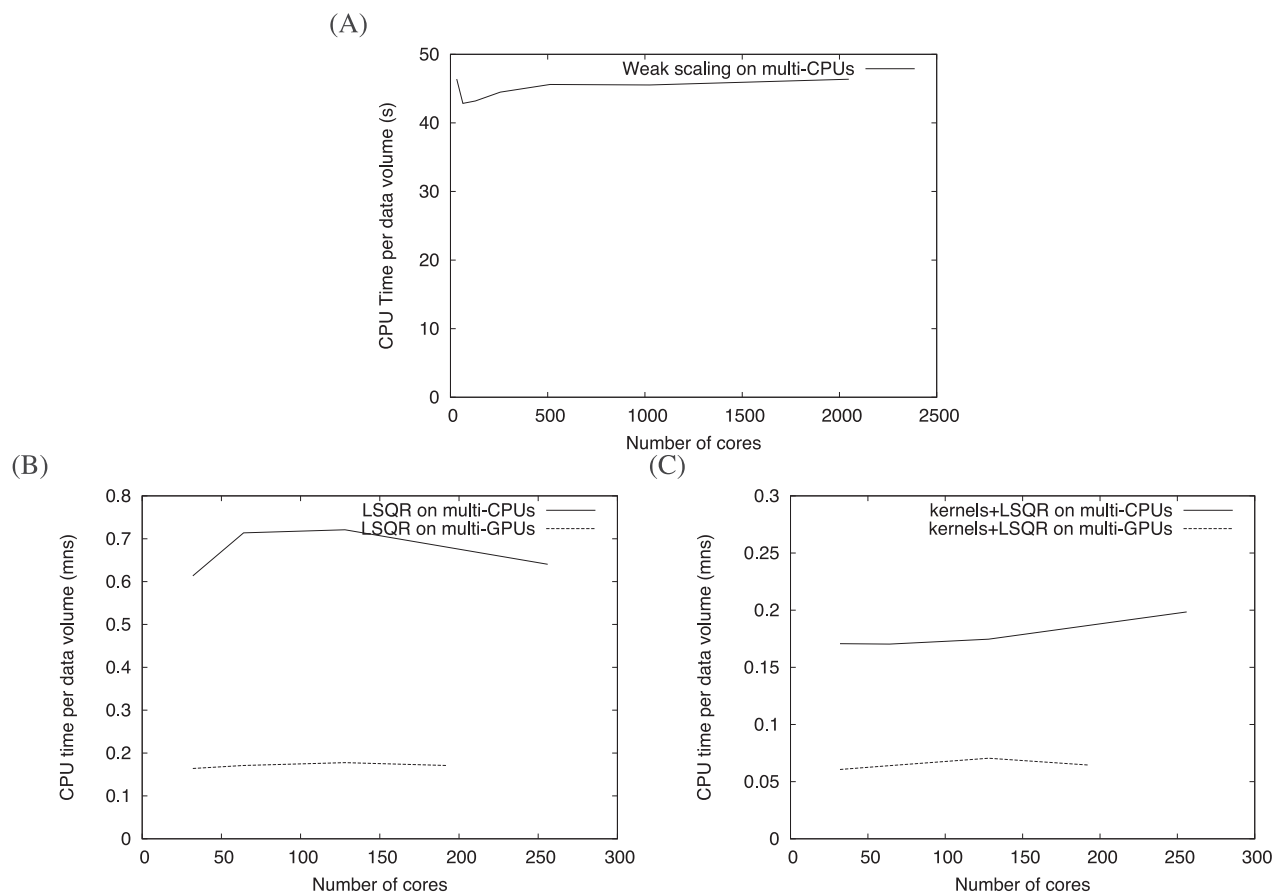 (A)
50
40
30
20
10
0
CPU Time per data volume (s)
Weak scaling on multi-CPUs
0 500 1000 1500 2000 2500
Number of cores
(B)
0.8
0.7
0.6
0.5
0.4
0.3
0.2
0.1
0
CPU time per data volume (mns)
LSQR on multi-CPUs
LSQR on multi-GPUs
0 50 100 150 200 250 300
Number of cores
(C)
0.3
0.25
0.2
0.15
0.1
0.05
0
CPU time per data volume (mns)
kernels+LSQR on multi-CPUs
kernels+LSQR on multi-GPUs
0 50 100 150 200 250 300
Number of cores